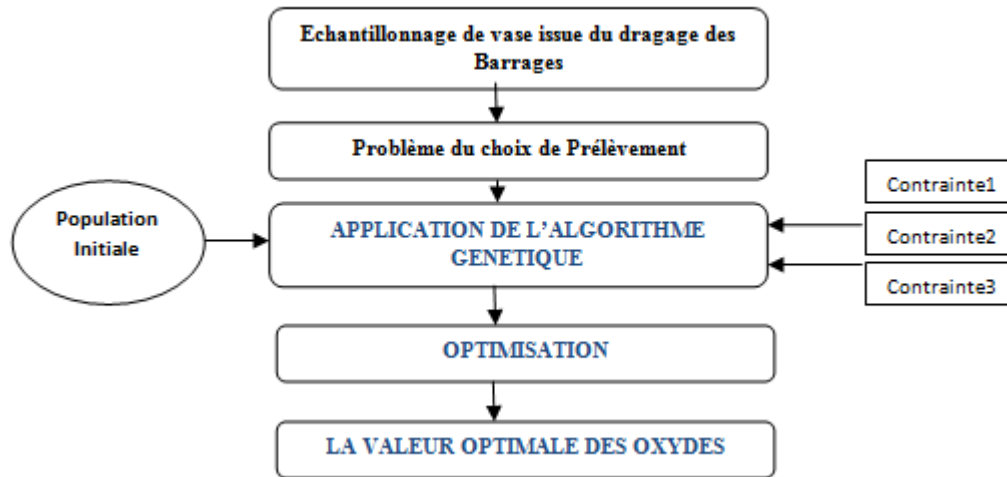 Echantillonnage de vase issue du dragage des
Barrages
Problème du choix de Prélèvement
Contrainte1
Population
Initiale
APPLICATION DE L'ALGORITHME
GENETIQUE
Contrainte2
Contrainte3
OPTIMISATION
LA VALEUR OPTIMALE DES OXYDES